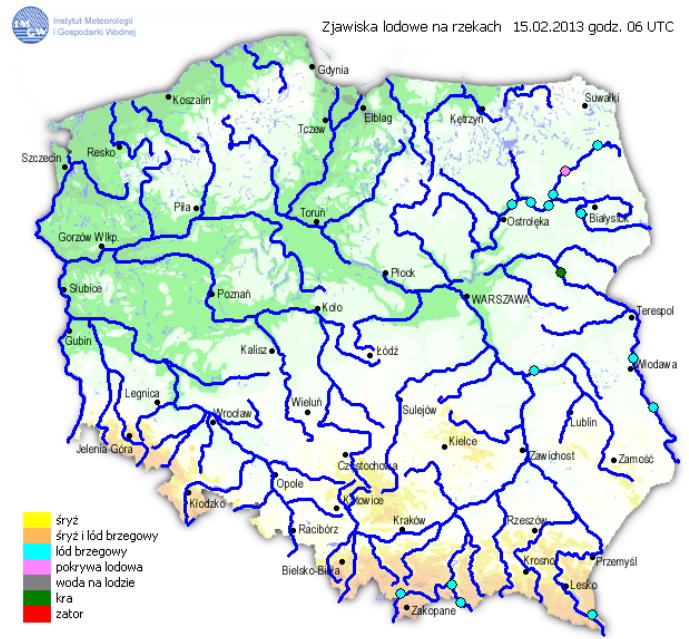 Instytut Meteorologii
i Gospodarki Wodnej
Zjawiska lodowe na rzekach 15.02.2013 godz. 06 UTC
Gdynia
Koszalin
Suwałki
Elbląg
Kętrzyn
Tczew
Resko
Szczecin
Piła
Toruń
Ostrołęka
Białystok
Gorzów Wlkp.
Płock
Słubice
Poznań
WARSZAWA
Koło
Terespol
Gubin
Kalisz
Łódź
Włodawa
Legnica
Wieluń
Sulejów
Wrocław
Lublin
Jelenia Góra
Kielce
Zawichost
Zamość
Częstochowa
Opole
Kłodzko
Katowice
Racibórz
Kraków
Rzeszów
Bielsko-Biała
Krosno
Przemyśl
Lesko
Zakopane
śryż
śryż i lód brzegowy
lód brzegowy
pokrywa lodowa
woda na lodzie
kra
zator